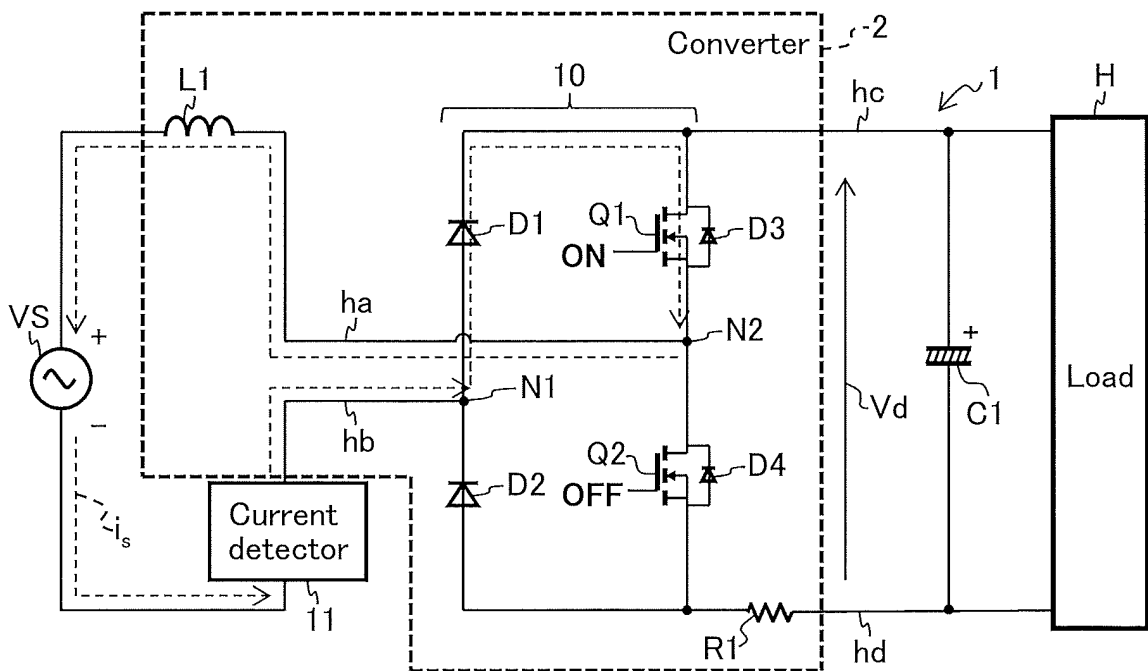 Converter
2
L1
10
hc
1
H
Q1
D1
D3
ON
ha
VS
+
N2
+
Load
N1
C1
Vd
−
hb
Q2
D4
D2
OFF
Current
detector
is
11
R1
hd